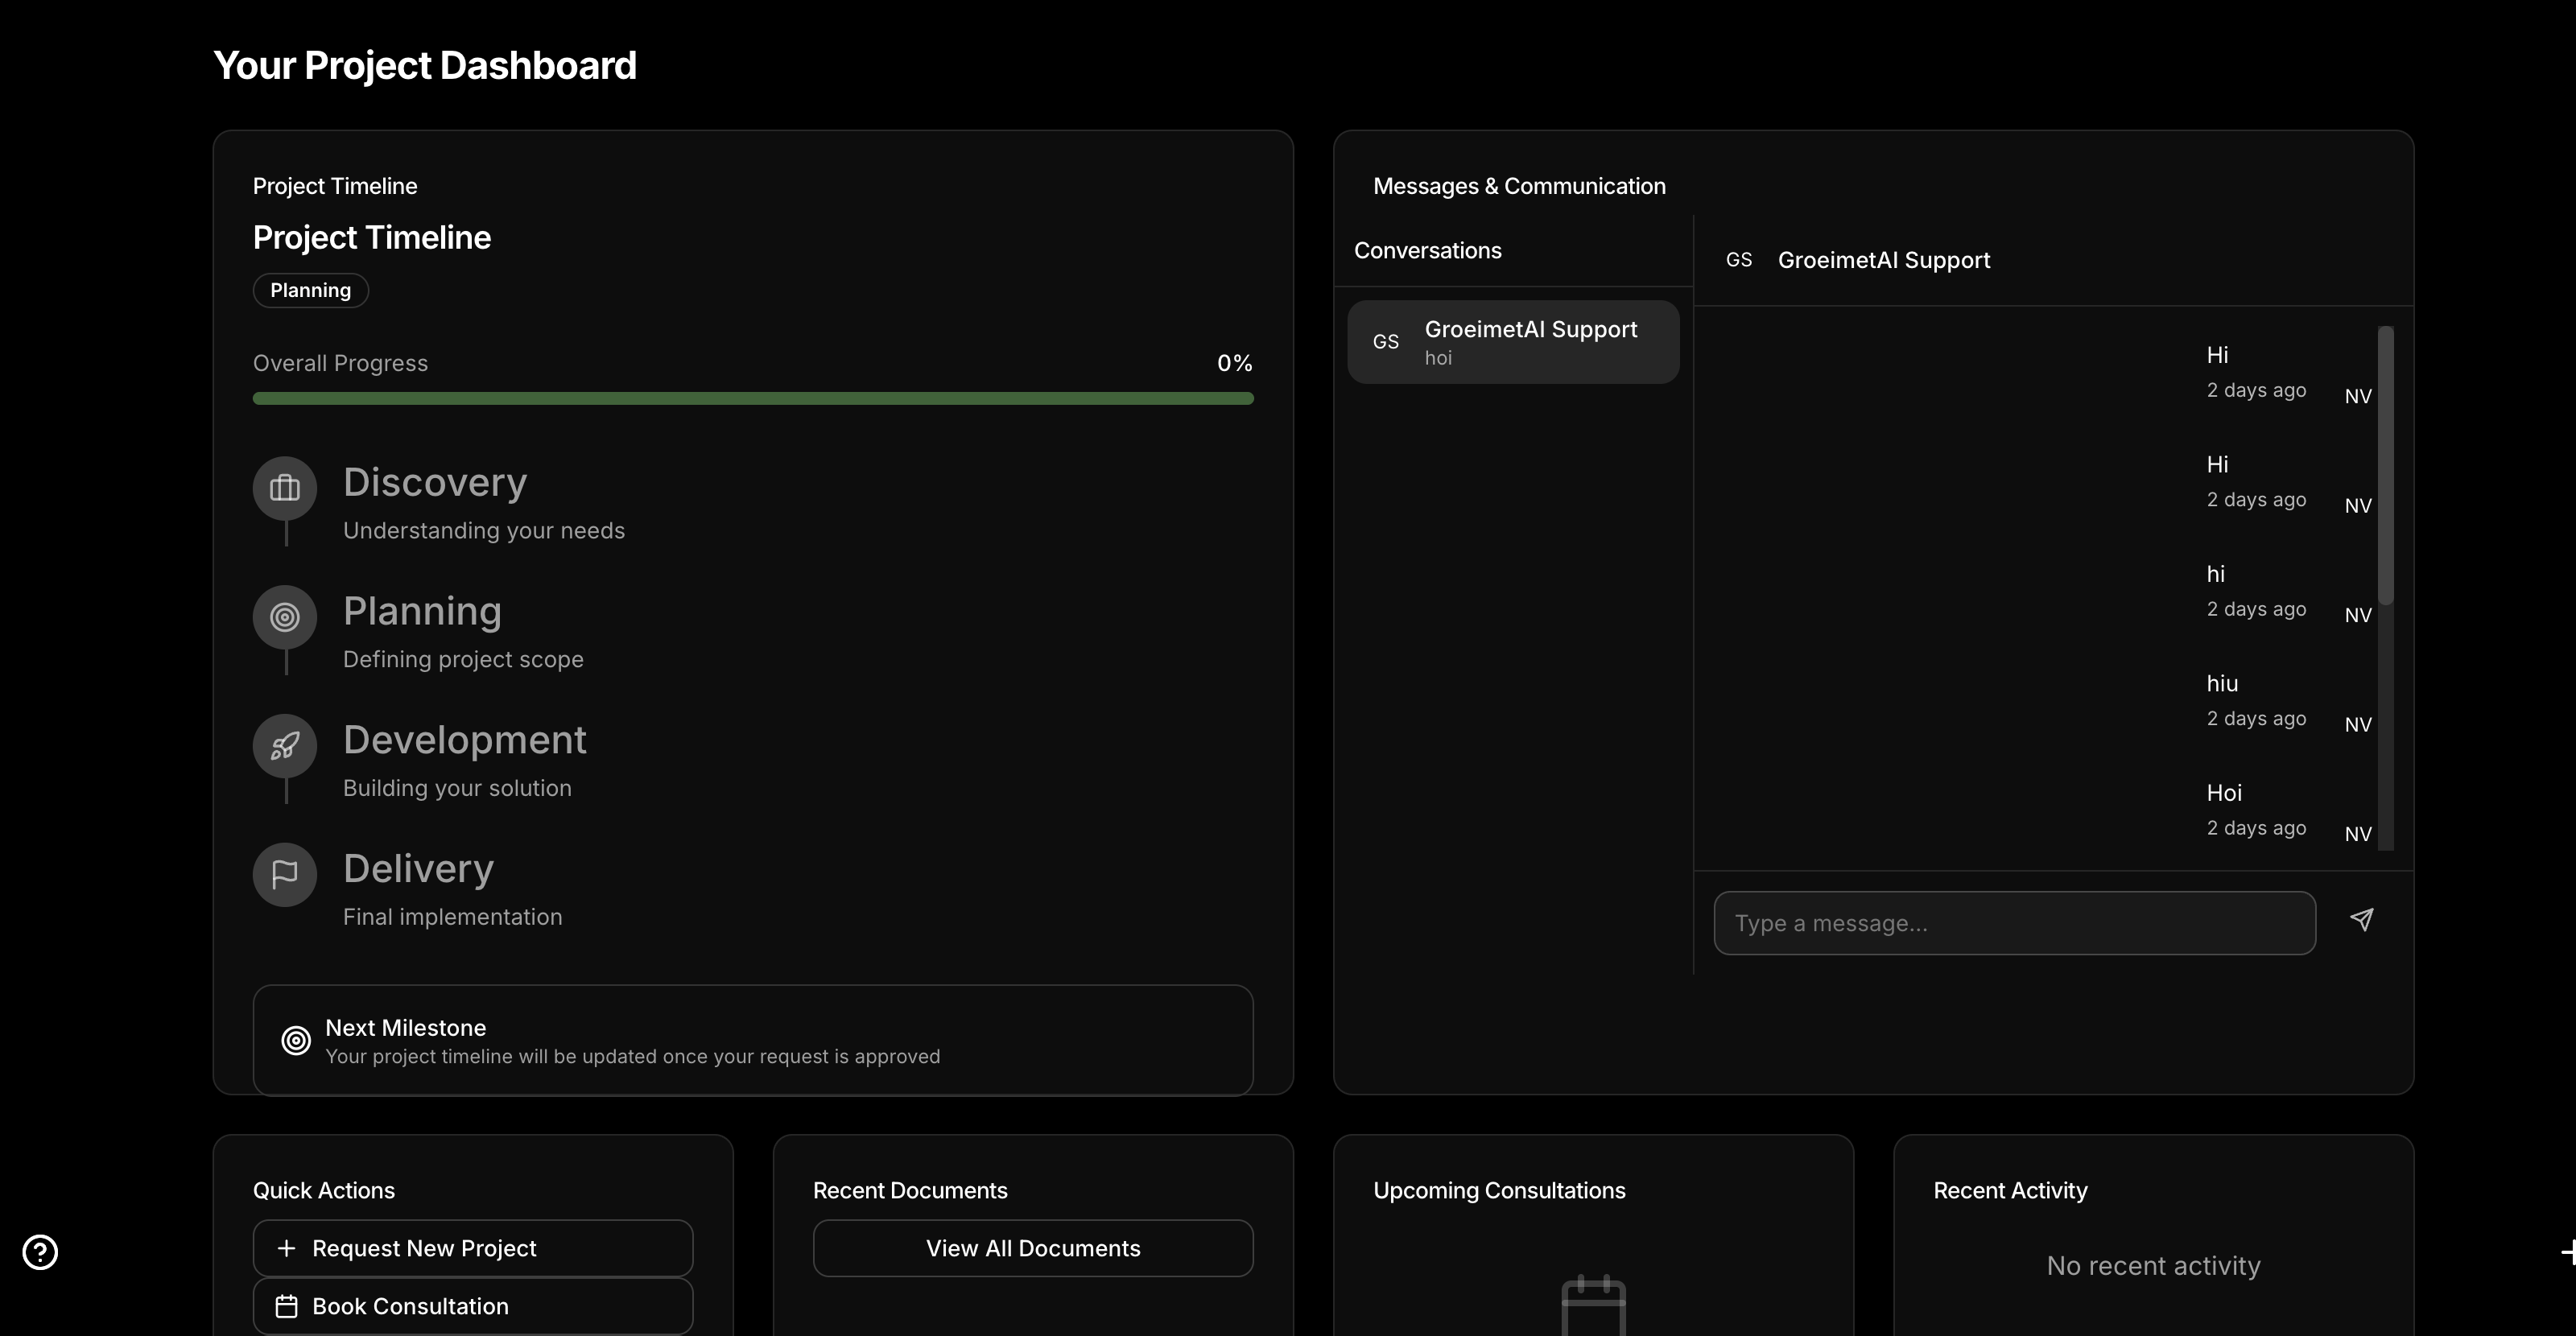 Your Project Dashboard
Project Timeline
Project Timeline
Planning
Overall Progress
0%
Discovery
Understanding your needs
Planning
Defining project scope
Development
Building your solution
Delivery
Final implementation
Next Milestone
Your project timeline will be updated once your request is approved
Messages & Communication
Conversations
GS
GroeimetAI Support
hoi
GS GroeimetAI Support
Hi
2 days ago
NV
Hi
2 days ago
NV
hi
2 days ago
NV
hiu
2 days ago
NV
Hoi
2 days ago
NV
Type a message...
Quick Actions
Request New Project
Book Consultation
Recent Documents
View All Documents
Upcoming Consultations
Recent Activity
No recent activity